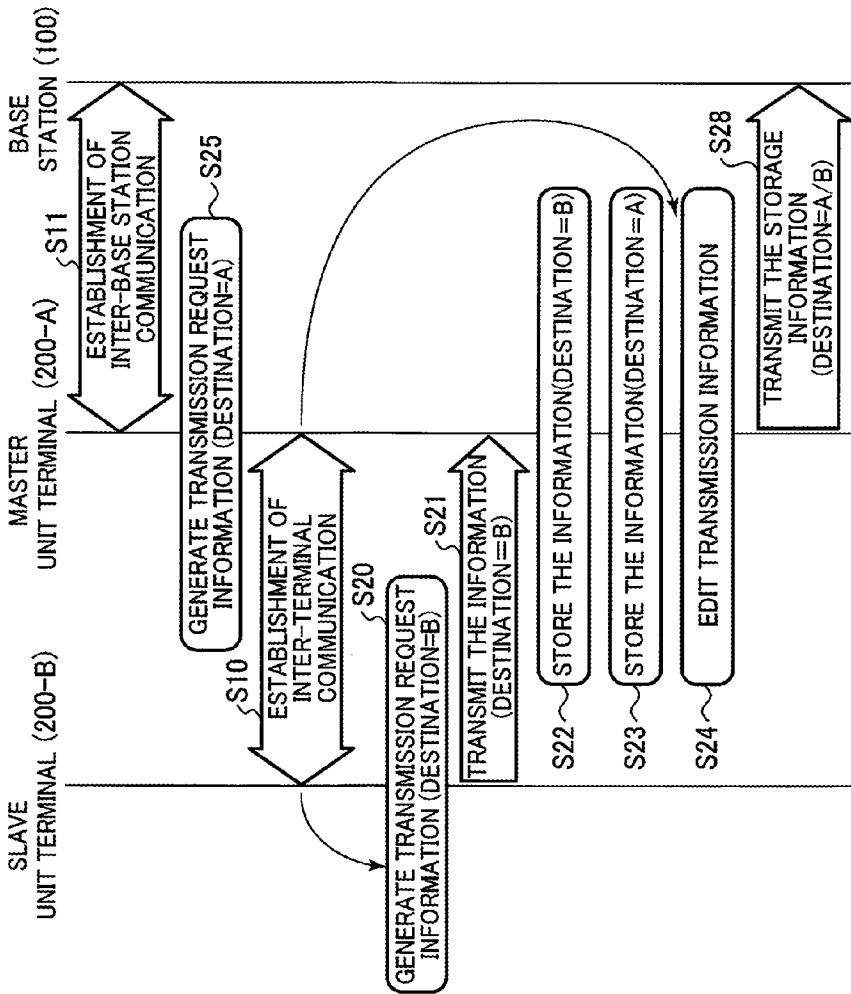 SLAVE
UNIT TERMINAL (200-B)
MASTER
UNIT TERMINAL (200-A)
BASE
STATION (100)
S11
ESTABLISHMENT OF
INTER-BASE STATION
COMMUNICATION
S25
GENERATE TRANSMISSION REQUEST
INFORMATION (DESTINATION=A)
S10
ESTABLISHMENT OF
INTER-TERMINAL
COMMUNICATION
S20
GENERATE TRANSMISSION REQUEST
INFORMATION (DESTINATION=B)
S21
TRANSMIT THE INFORMATION
(DESTINATION=B)
S22
STORE THE INFORMATION(DESTINATION=B)
S23
STORE THE INFORMATION(DESTINATION=A)
S24
EDIT TRANSMISSION INFORMATION
S28
TRANSMIT THE STORAGE
INFORMATION
(DESTINATION=A/B)